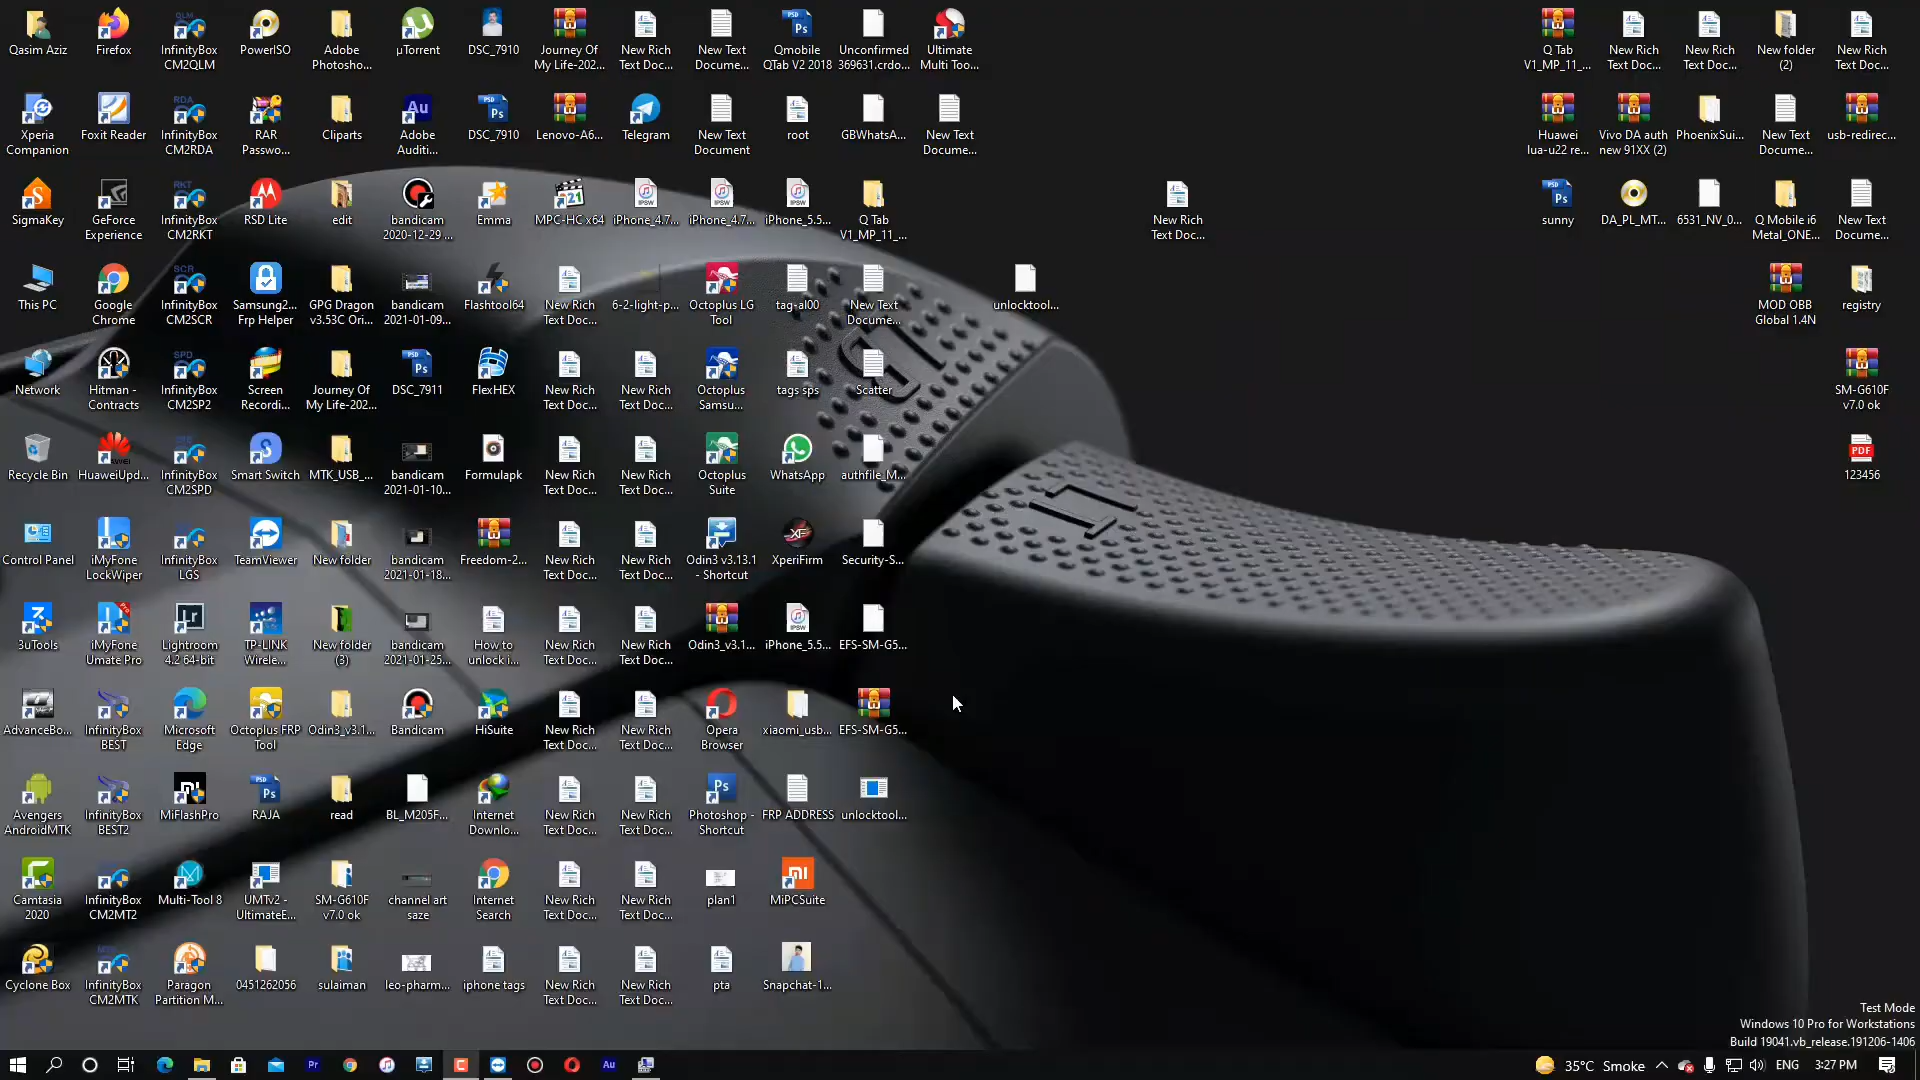 Qasim Aziz
Firefox
InfinityBox
CM2QLM
PowerISO
Adobe
Photosho...
µTorrent
DSC_7910
Journey Of
My Life-202...
New Rich
Text Doc...
New Text
Docume...
Qmobile
QTab V2 2018
Unconfirmed
369631.crdo...
Ultimate
Multi Too...
Q Tab
V1_MP_11_...
New Rich
Text Doc...
New Rich
Text Doc...
New folder
(2)
New Rich
Text Doc...
Xperia
Companion
Foxit Reader
InfinityBox
CM2RDA
RAR
Passwo...
Cliparts
Adobe
Auditi...
DSC_7910
Lenovo-A6...
Telegram
New Text
Document
root
GBWhatsA...
New Text
Docume...
Huawei
lua-u22 re...
Vivo DA auth
new 91XX (2)
PhoenixSui...
New Text
Docume...
usb-redirec...
SigmaKey
GeForce
Experience
InfinityBox
CM2RKT
RSD Lite
edit
bandicam
2020-12-29 ...
Emma
MPC-HC x64
iPhone_4.7...
iPhone_4.7...
iPhone_5.5...
Q Tab
V1_MP_11_...
New Rich
Text Doc...
sunny
DA_PL_MT...
6531_NV_0...
Q Mobile i6
Metal_ONE...
New Text
Docume...
This PC
Google
Chrome
InfinityBox
CM2SCR
Samsung2...
Frp Helper
GPG Dragon
v3.53C Ori...
bandicam
2021-01-09...
Flashtool64
New Rich
Text Doc...
6-2-light-p...
Octoplus LG
Tool
tag-al00
New Text
Docume...
unlocktool...
MOD OBB
Global 1.4N
registry
Network
Hitman -
Contracts
InfinityBox
CM2SP2
Screen
Recordi...
Journey Of
My Life-202...
DSC_7911
FlexHEX
New Rich
Text Doc...
New Rich
Text Doc...
Octoplus
Samsu...
tags sps
Scatter
SM-G610F
v7.0 ok
Recycle Bin
HuaweiUpd...
InfinityBox
CM2SPD
Smart Switch
MTK_USB_...
bandicam
2021-01-10...
Formulapk
New Rich
Text Doc...
New Rich
Text Doc...
Octoplus
Suite
WhatsApp
authfile_M...
123456
Control Panel
iMyFone
LockWiper
InfinityBox
LGS
TeamViewer
New folder
bandicam
2021-01-18...
Freedom-2...
New Rich
Text Doc...
New Rich
Text Doc...
Odin3 v3.13.1
- Shortcut
XperiFirm
Security-S...
3uTools
iMyFone
Umate Pro
Lightroom
4.2 64-bit
TP-LINK
Wirele...
New folder
(3)
bandicam
2021-01-25...
How to
unlock i...
New Rich
Text Doc...
New Rich
Text Doc...
Odin3_v3.1...
iPhone_5.5...
EFS-SM-G5...
AdvanceBo...
InfinityBox
BEST
Microsoft
Edge
Octoplus FRP
Tool
Odin3_v3.1...
Bandicam
HiSuite
New Rich
Text Doc...
New Rich
Text Doc...
Opera
Browser
xiaomi_usb...
EFS-SM-G5...
Avengers
AndroidMTK
InfinityBox
BEST2
MiFlashPro
RAJA
read
BL_M205F...
Internet
Downlo...
New Rich
Text Doc...
New Rich
Text Doc...
Photoshop -
Shortcut
FRP ADDRESS
unlocktool...
Camtasia
2020
InfinityBox
CM2MT2
Multi-Tool 8
UMTv2 -
UltimateE...
SM-G610F
v7.0 ok
channel art
saze
Internet
Search
New Rich
Text Doc...
New Rich
Text Doc...
plan1
MiPCSuite
Cyclone Box
InfinityBox
CM2MTK
Paragon
Partition M...
0451262056
sulaiman
leo-pharm...
iphone tags
New Rich
Text Doc...
New Rich
Text Doc...
pta
Snapchat-1...
Test Mode
Windows 10 Pro for Workstations
Build 19041.vb_release.191206-1406
35°C Smoke
ENG
3:27 PM